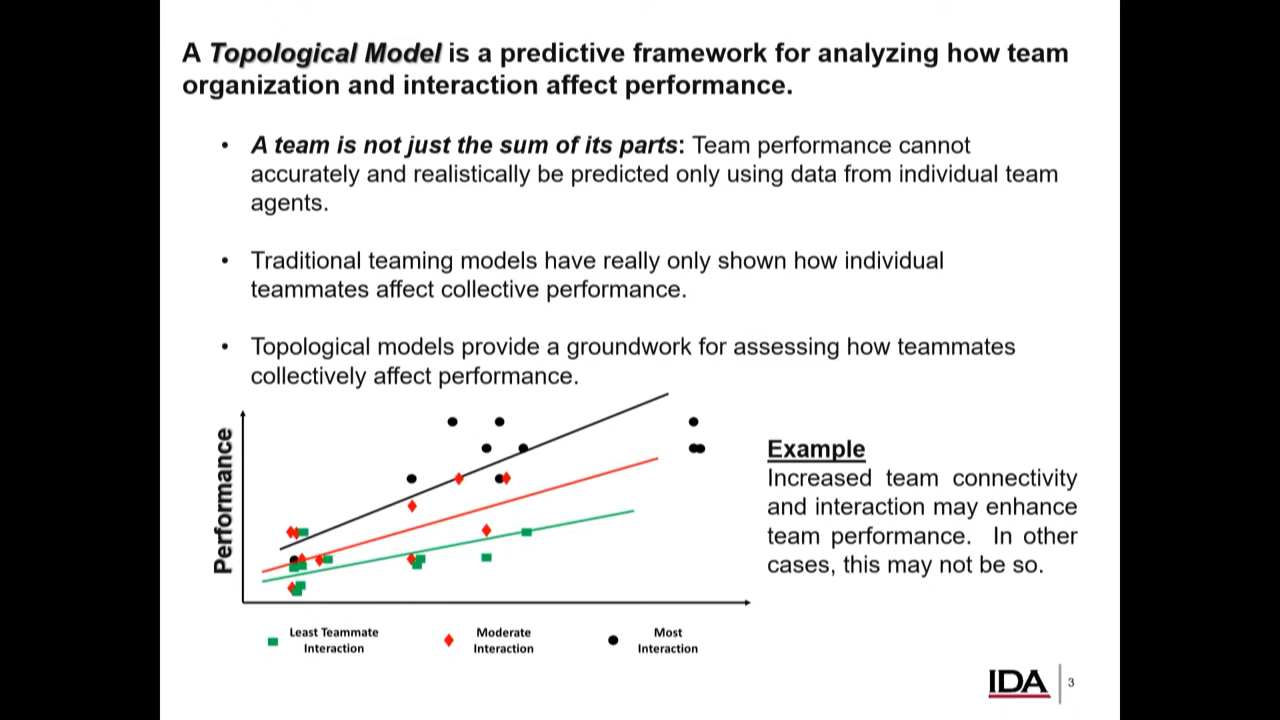 A Topological Model is a predictive framework for analyzing how team
organization and interaction affect performance.
• A team is not just the sum of its parts: Team performance cannot
accurately and realistically be predicted only using data from individual team
agents.
• Traditional teaming models have really only shown how individual
teammates affect collective performance.
• Topological models provide a groundwork for assessing how teammates
collectively affect performance.
Performance
Example
Increased team connectivity
and interaction may enhance
team performance. In other
cases, this may not be so.
Least Teammate
Interaction
Moderate
Interaction
Most
Interaction
IDA
3